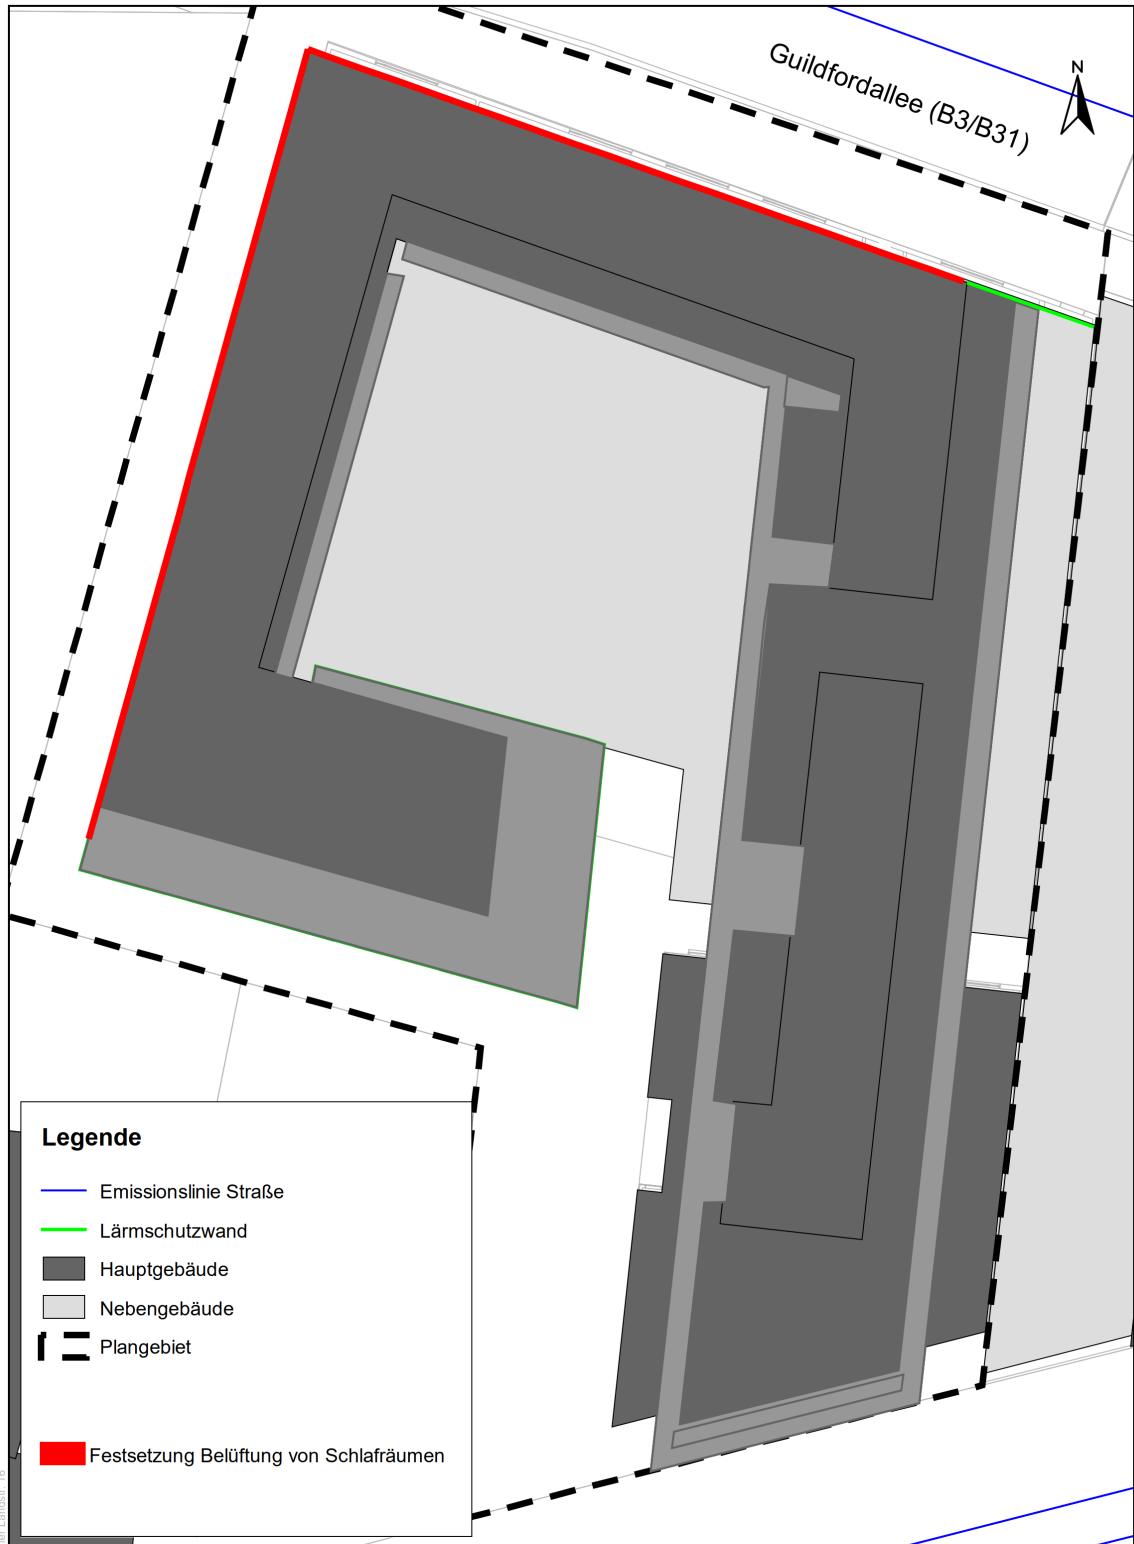 Guildfordallee (B3/B31)
N
Legende
Emissionslinie Straße
Lärmschutzwand
Hauptgebäude
Nebengebäude
Plangebiet
Festsetzung Belüftung von Schlafräumen